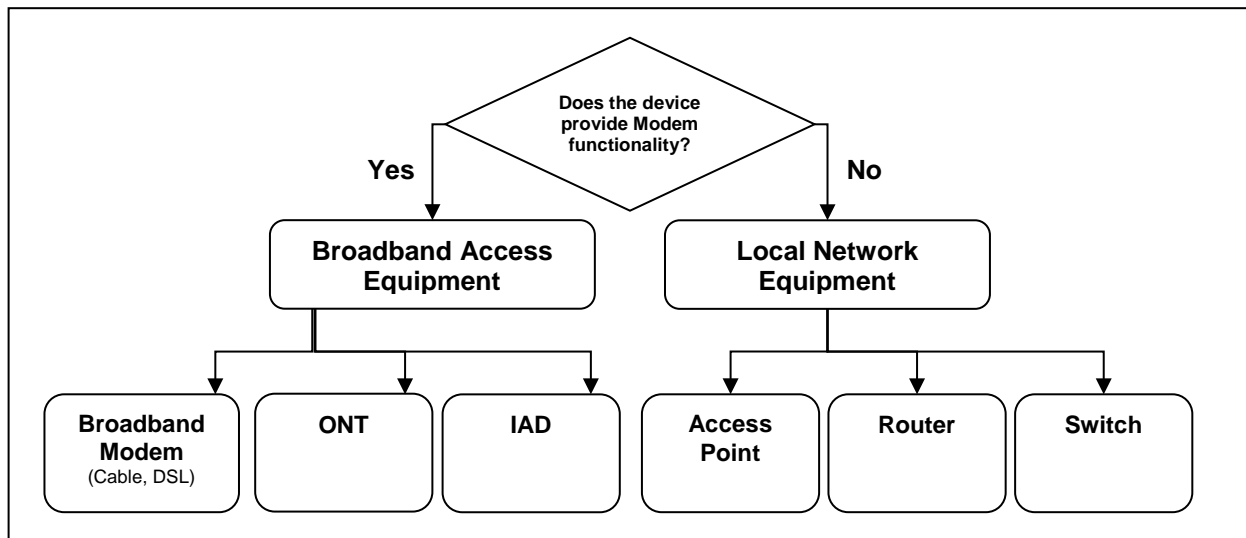 Does the device
provide Modem
functionality?
Yes
No
Broadband Access
Equipment
Local Network
Equipment
Broadband
Modem
(Cable, DSL)
ONT
IAD
Access
Point
Router
Switch